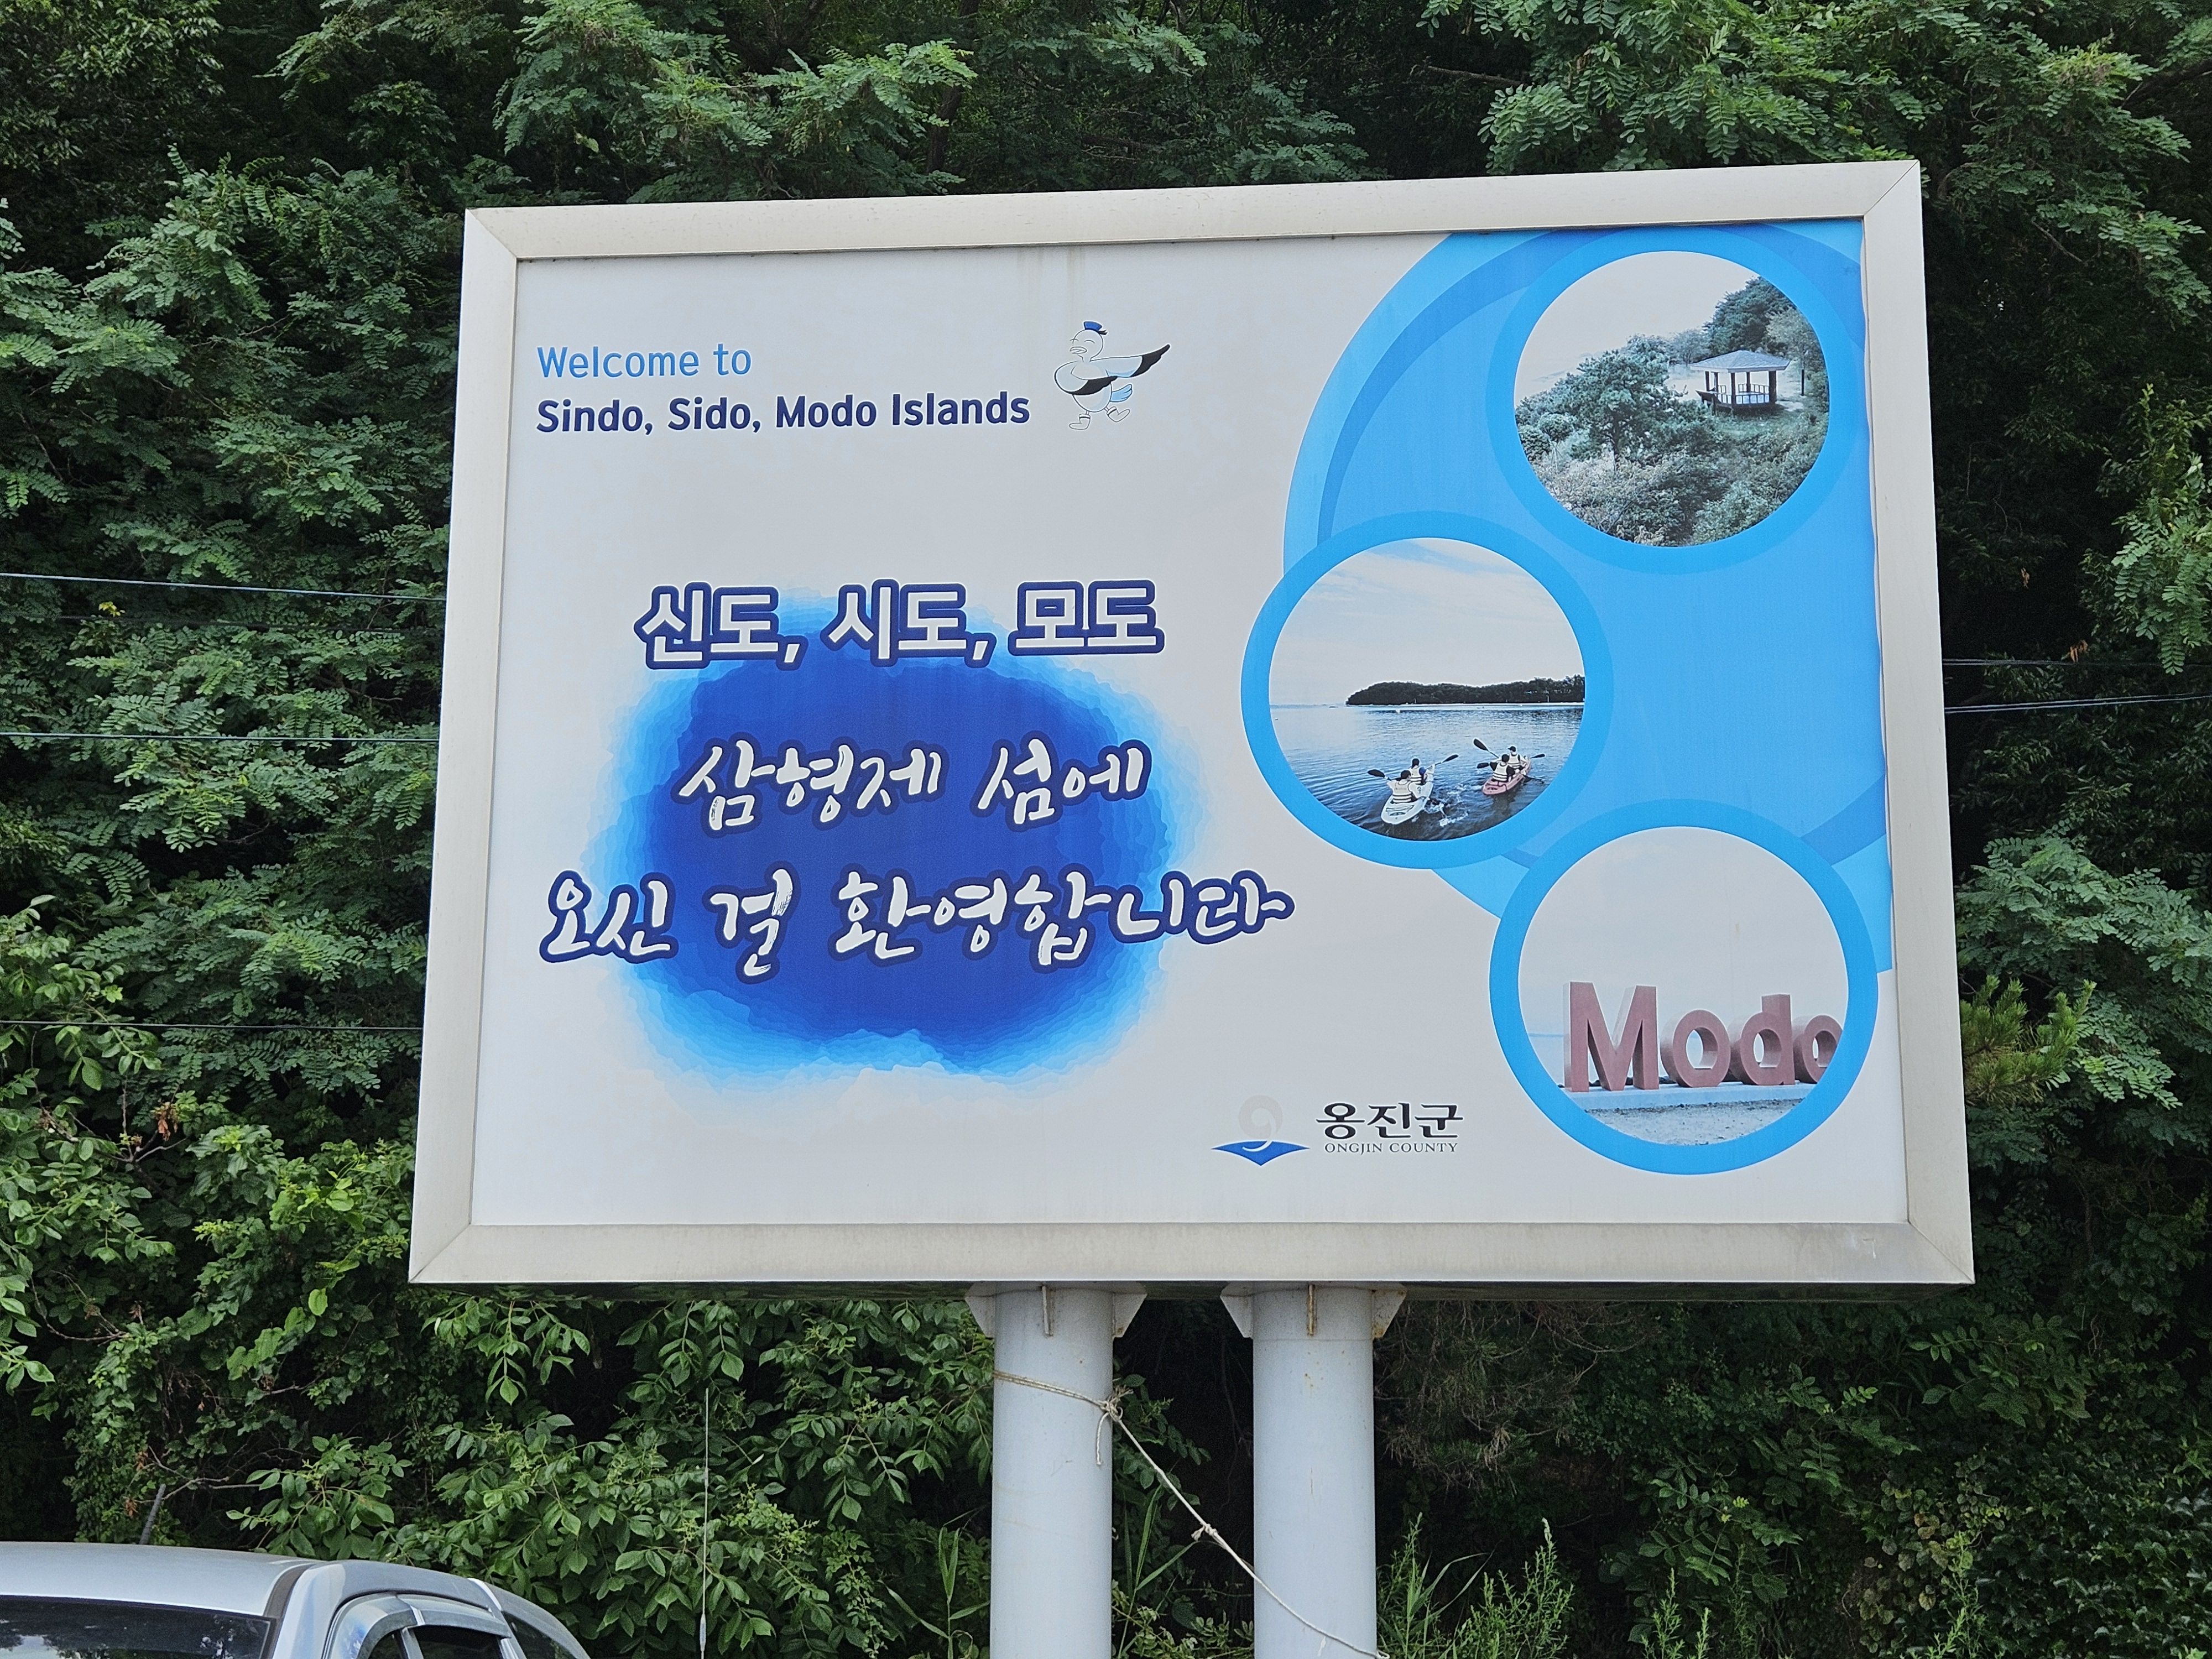 Welcome to
Sindo, Sido, Modo Islands
신도, 시도, 모도
삼형제 섬에
오신 걸 환영합니다
Modo
옹진군
ONGJIN COUNTY